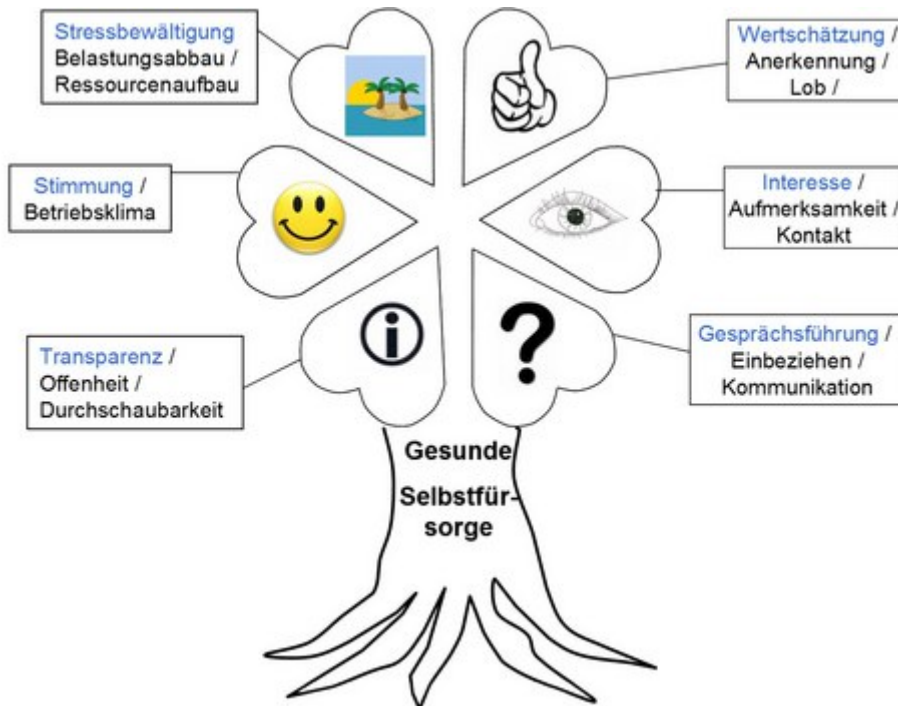 Stressbewältigung
Belastungsabbau /
Ressourcenaufbau
Wertschätzung /
Anerkennung /
Lob /
Stimmung /
Betriebsklima
Interesse /
Aufmerksamkeit /
Kontakt
Transparenz /
Offenheit /
Durchschaubarkeit
Gesprächsführung /
Einbeziehen /
Kommunikation
Gesunde
Selbstfür-
sorge